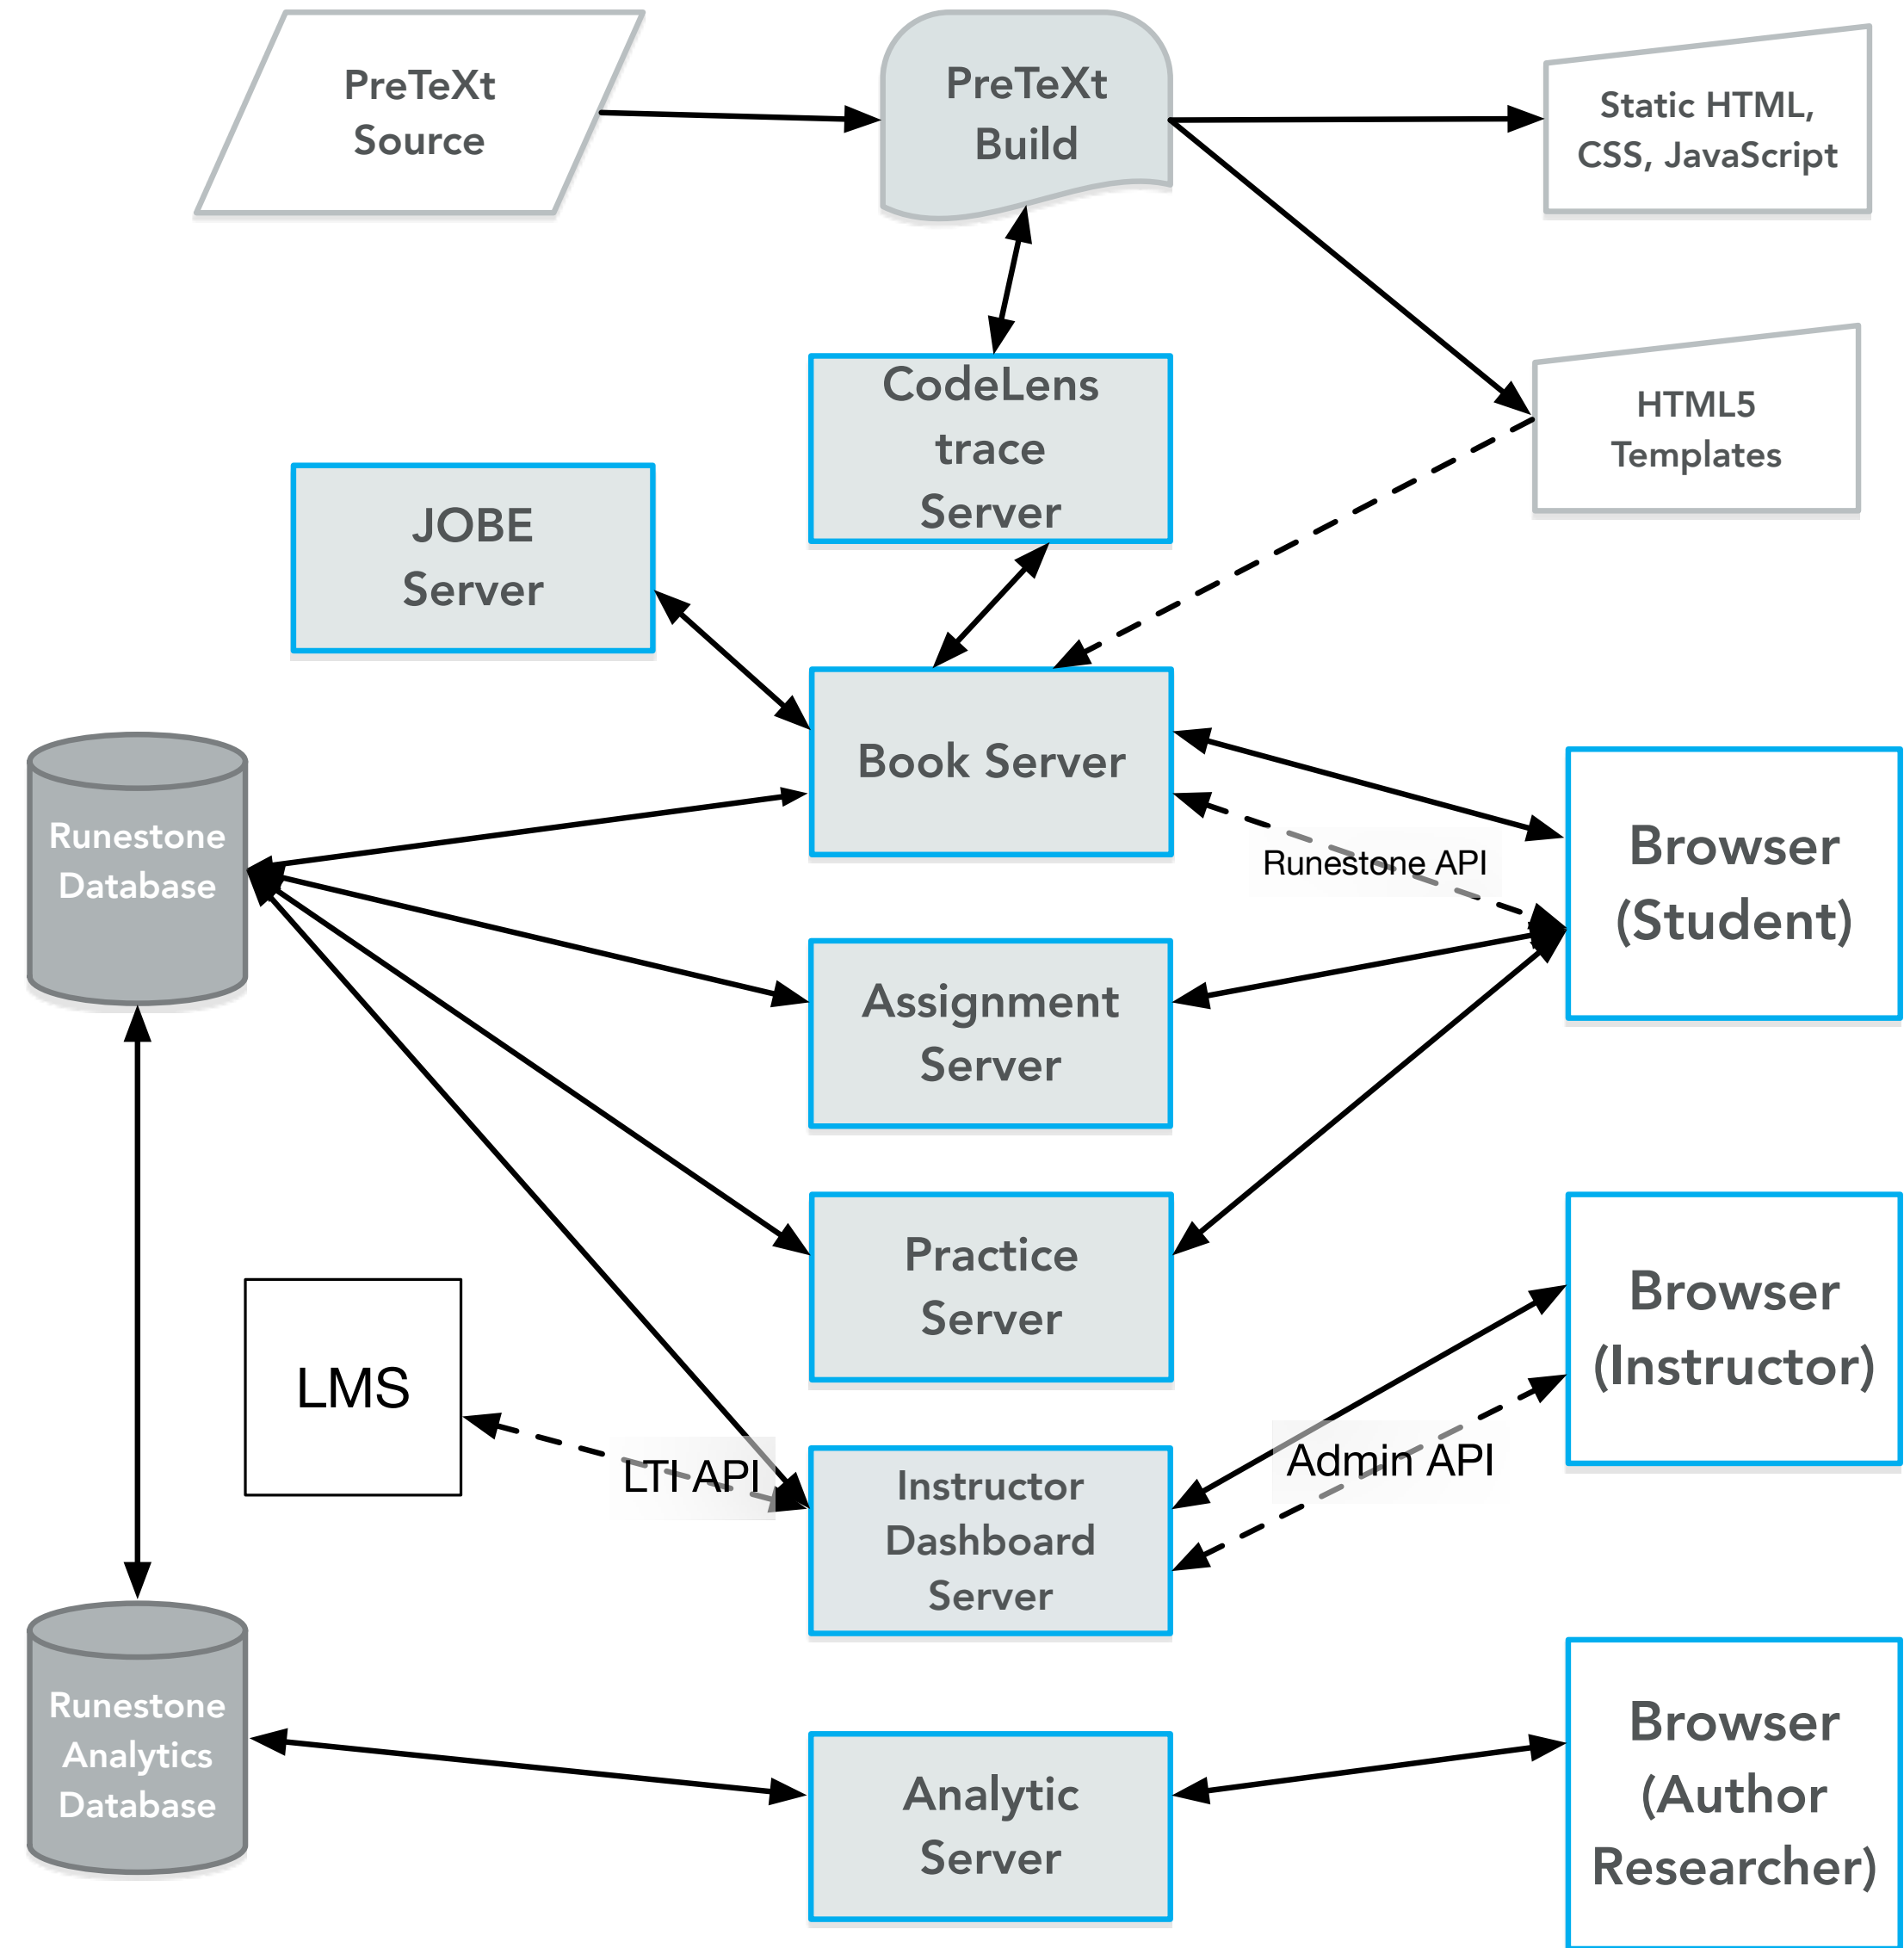 PreTeXt
Source
PreTeXt
Build
Static HTML,
CSS, JavaScript
CodeLens
trace
Server
HTML5
Templates
JOBE
Server
Book Server
Runestone
Database
Runestone API
Browser
(Student)
Assignment
Server
Practice
Server
Browser
(Instructor)
LMS
LTI API
Admin API
Instructor
Dashboard
Server
Runestone
Analytics
Database
Analytic
Server
Browser
(Author
Researcher)